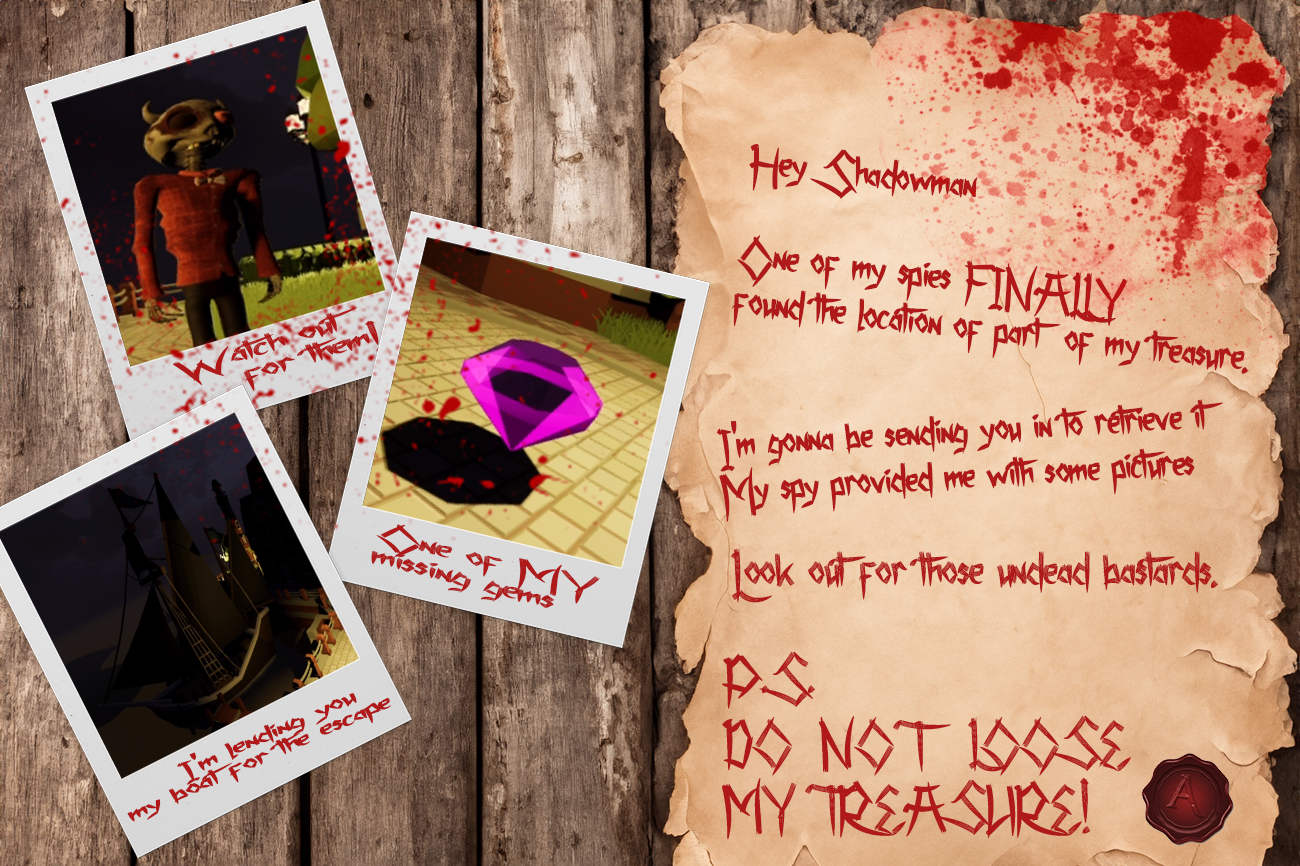 Watch out
for them!
One of MY
missing gems
I'm lending you
my boat for the escape
Hey Shadowman
One of my spies FINALLY
found the location of part of my treasure.
I'm gonna be sending you in to retrieve it
My spy provided me with some pictures
Look out for those undead bastards.
P.S.
DO NOT LOOSE
MY TREASURE!
A